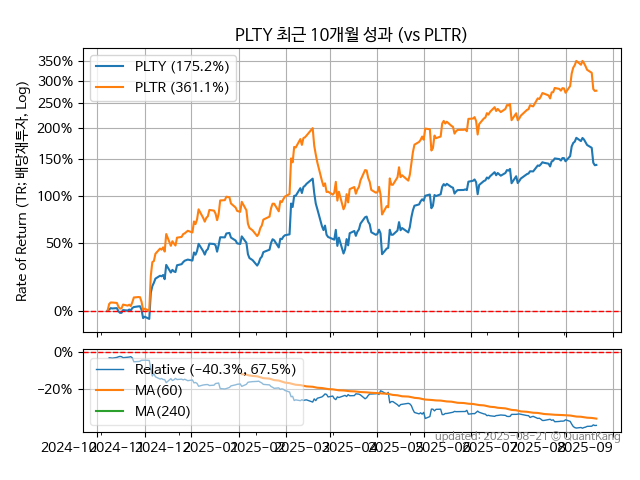 PLTY 최근 10개월 성과 (vs PLTR)
Rate of Return (TR: 배당재투자, Log)
350%
300%
250%
200%
150%
100%
50%
0%
PLTY (175.2%)
PLTR (361.1%)
0%
−20%
Relative (−40.3%, 67.5%)
MA(60)
MA(240)
updated: 2025-08-21 © QuantKang
2024-10 2024-11 2024-12 2025-01 2025-02 2025-03 2025-04 2025-05 2025-06 2025-07 2025-08 2025-09